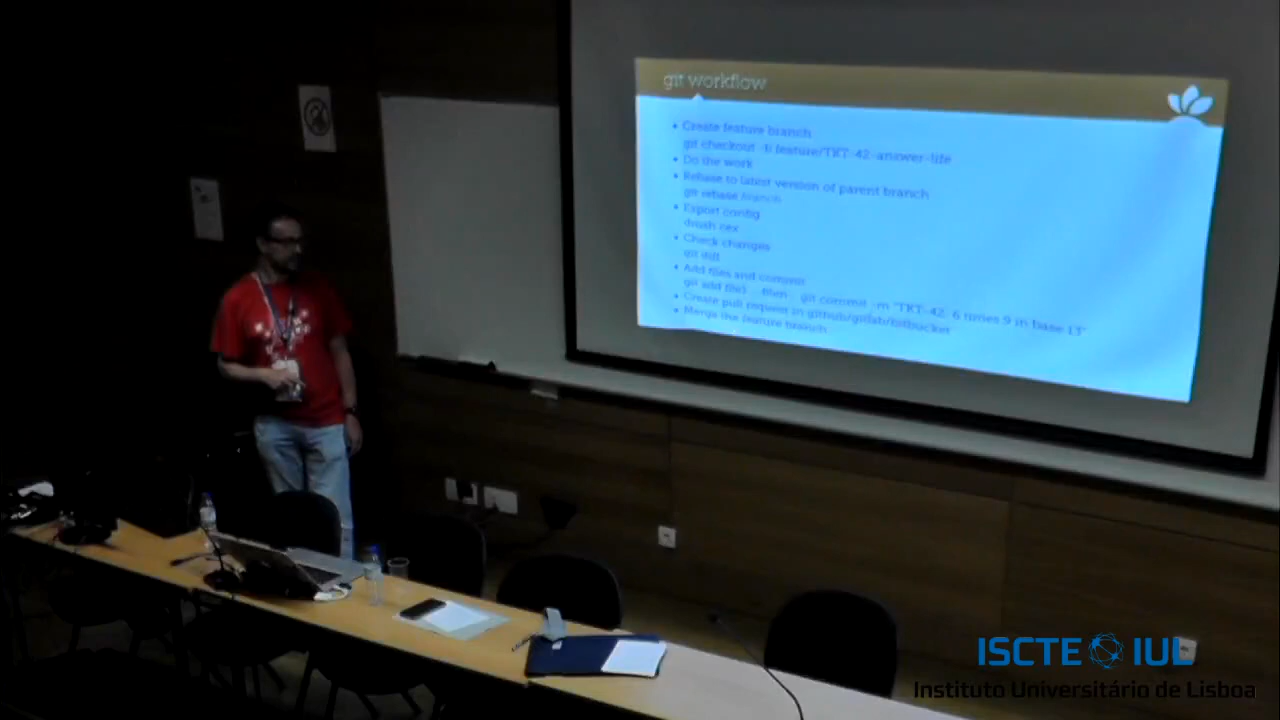 git workflow
• Create feature branch
git checkout -b feature/TKT-42-answer-life
• Do the work
• Rebase to latest version of parent branch
git rebase branch
• Export config
drush cex
• Check changes
git diff
• Add files and commit
git add file1 ... filen ; git commit -m "TKT-42: 6 times 9 in base 13"
• Create pull request in github/gitlab/bitbucket
• Merge the feature branch
ISCTE IUL
Instituto Universitário de Lisboa